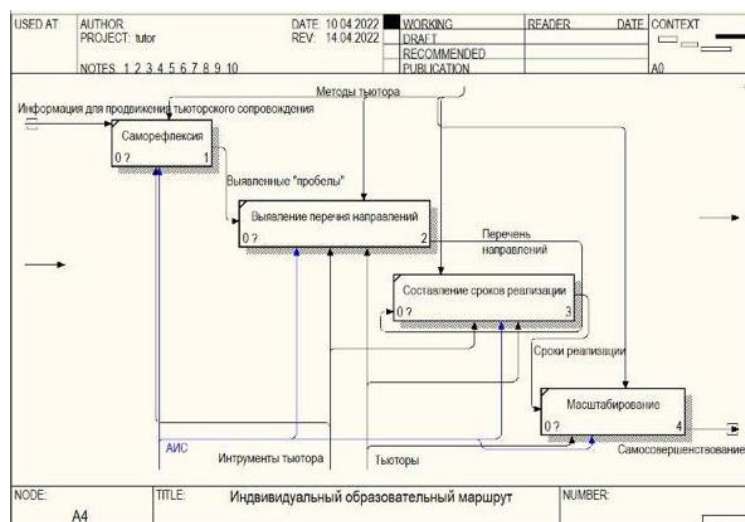 USED AT:
AUTHOR
DATE: 10.04.2022
WORKING
READER
DATE
CONTEXT
PROJECT: tutor
REV: 14.04.2022
DRAFT
RECOMMENDED
NOTES 1 2 3 4 5 6 7 8 9 10
PUBLICATION
A0
Методы тьютора
Информация для продвижения тьюторского сопровождения
Саморефлексия
0 ?
1
Выявленные "пробелы"
Выявление перечня направлений
0 ?
2
Перечень
направлений
Составление сроков реализации
0 ?
3
Сроки реализации
Масштабирование
0 ?
4
АИС
Интрументы тьютора
Тьюторы
Самосовершенствование
NODE:
TITLE:
Индвивидуальный образовательный маршрут
NUMBER:
A4